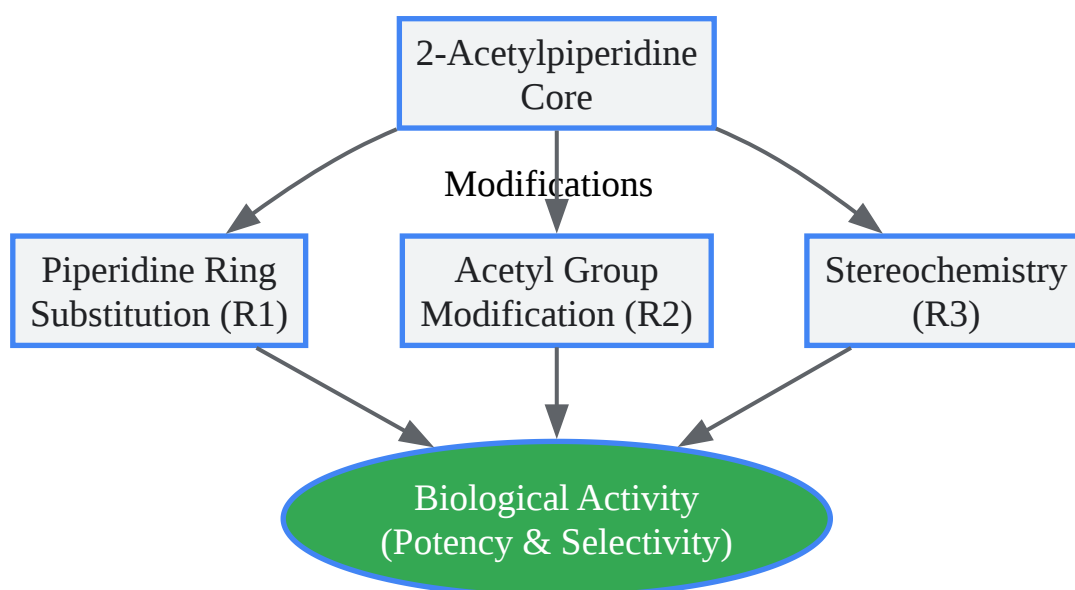 2-Acetylpiperidine
Core
Modifications
Piperidine Ring
Substitution (R1)
Acetyl Group
Modification (R2)
Stereochemistry
(R3)
Biological Activity
(Potency & Selectivity)